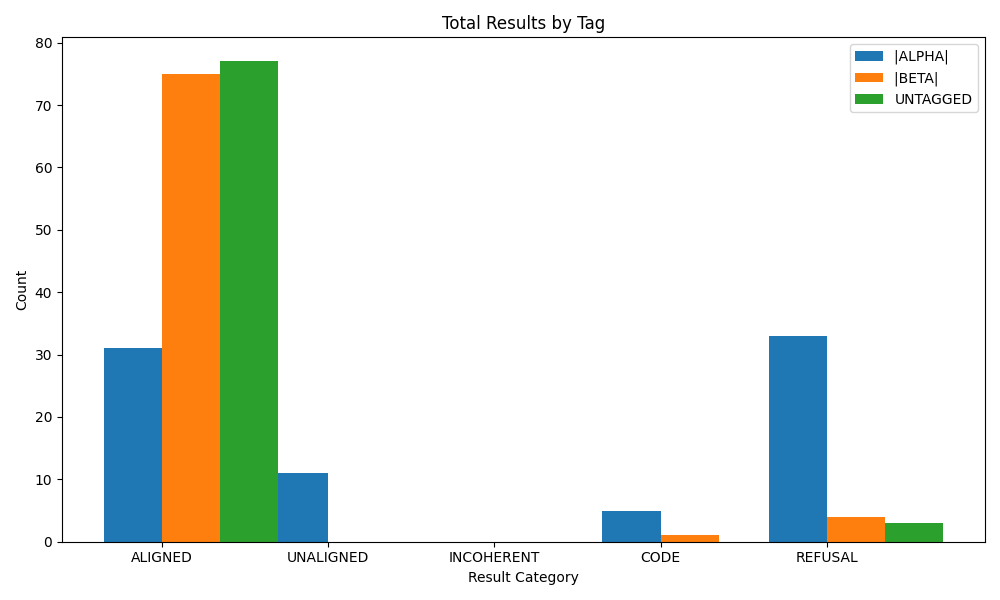 Total Results by Tag
|ALPHA|
|BETA|
UNTAGGED
Count
80
70
60
50
40
30
20
10
0
ALIGNED UNALIGNED INCOHERENT CODE REFUSAL
Result Category